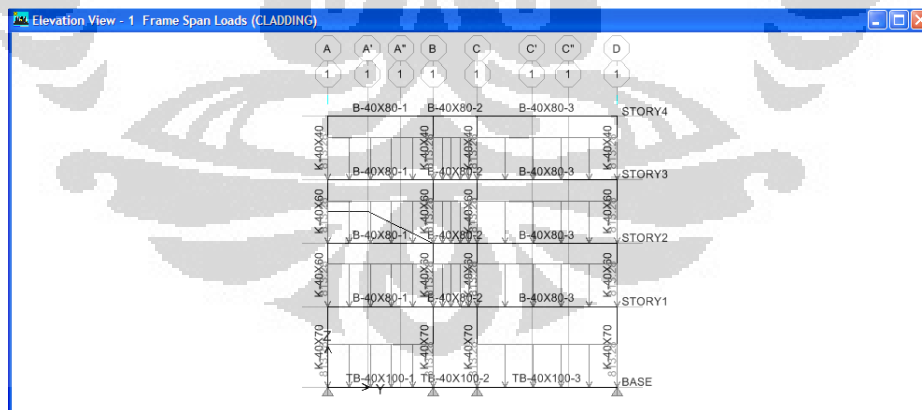 Elevation View - 1 Frame Span Loads (CLADDING)
A A' A" B C C' C" D
1 1 1 1 1 1 1 1
B-40X80-1 B-40X80-2 B-40X80-3 STORY4
K-40X40 K-40X40 K-40X40 K-40X40
B-40X80-1 B-40X80-2 B-40X80-3 STORY3
K-40X60 K-40X60 K-40X60 K-40X60
B-40X80-1 B-40X80-2 B-40X80-3 STORY2
K-40X60 K-40X60 K-40X60 K-40X60
B-40X80-1 B-40X80-2 B-40X80-3 STORY1
K-40X70 K-40X70 K-40X70 K-40X70
Z
TB-40X100-1 TB-40X100-2 TB-40X100-3 BASE
Y